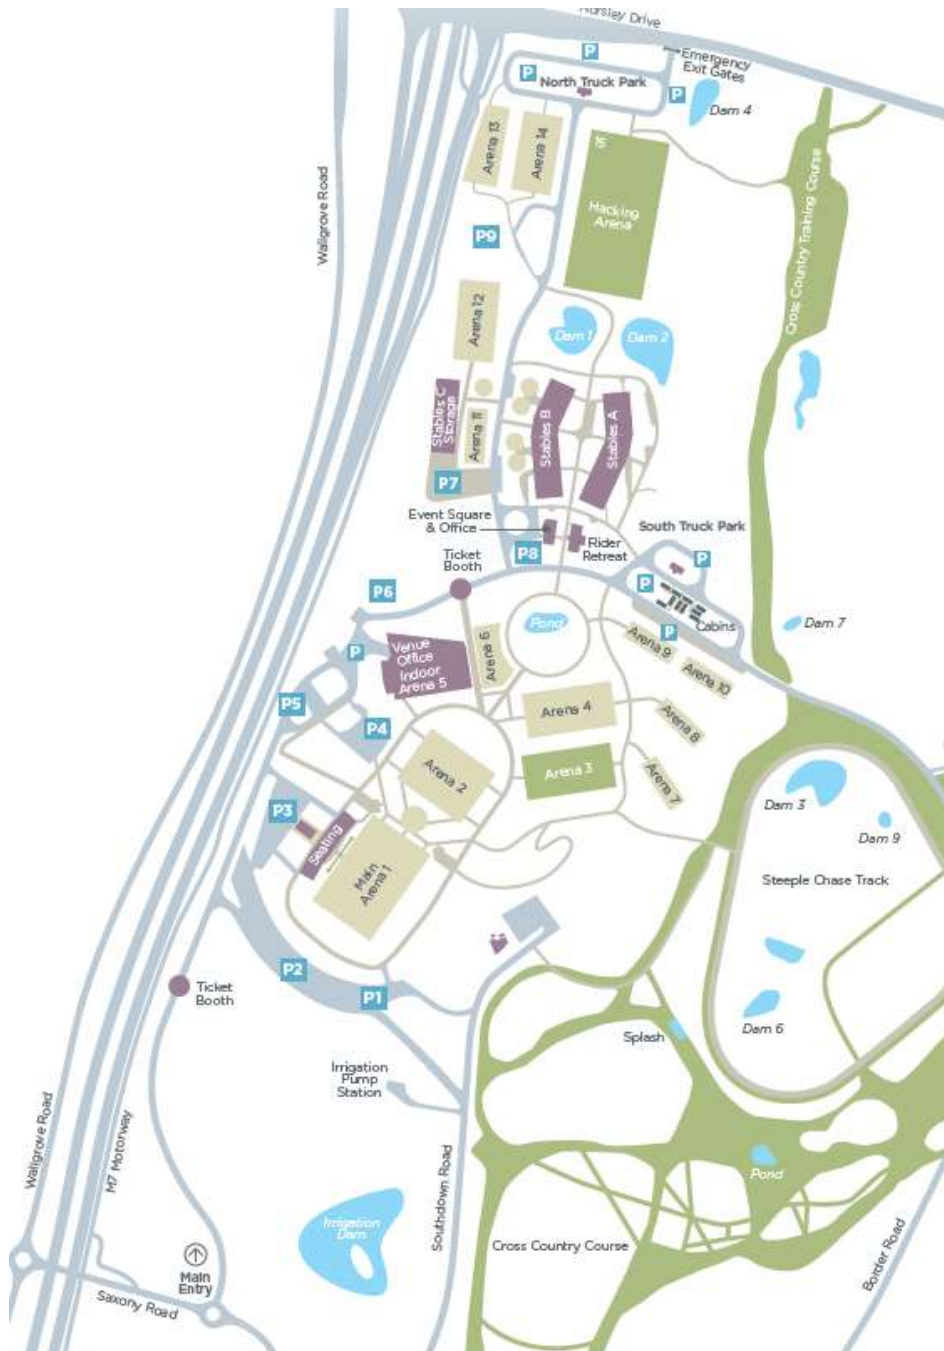 Horsley Drive
P
Emergency
Exit Gates
P
North Truck Park
P
Dam 4
Arena 13
Arena 14
Hacking
Arena
Cross Country Training Course
Wallgrove Road
P9
Arena 12
Dam 1
Dam 2
Stables C
Storage
Arena 11
Stables B
Stables A
P7
Event Square
& Office
South Truck Park
P8
Rider
Retreat
P
Ticket
Booth
P
P6
Cabins
Pond
Dam 7
P
Arena 9
Arena 6
Venue
Office
Indoor
Arena 5
P
Arena 10
P5
P4
Arena 4
Arena 8
Arena 2
Arena 3
Arena 7
Dam 3
P3
Seating
Dam 9
Main
Arena 1
Steeple Chase Track
P2
P1
Ticket
Booth
Dam 6
Splash
Irrigation
Pump
Station
Wallgrove Road
M7 Motorway
Southdown Road
Pond
Irrigation
Dam
Cross Country Course
Border Road
Main
Entry
Saxony Road